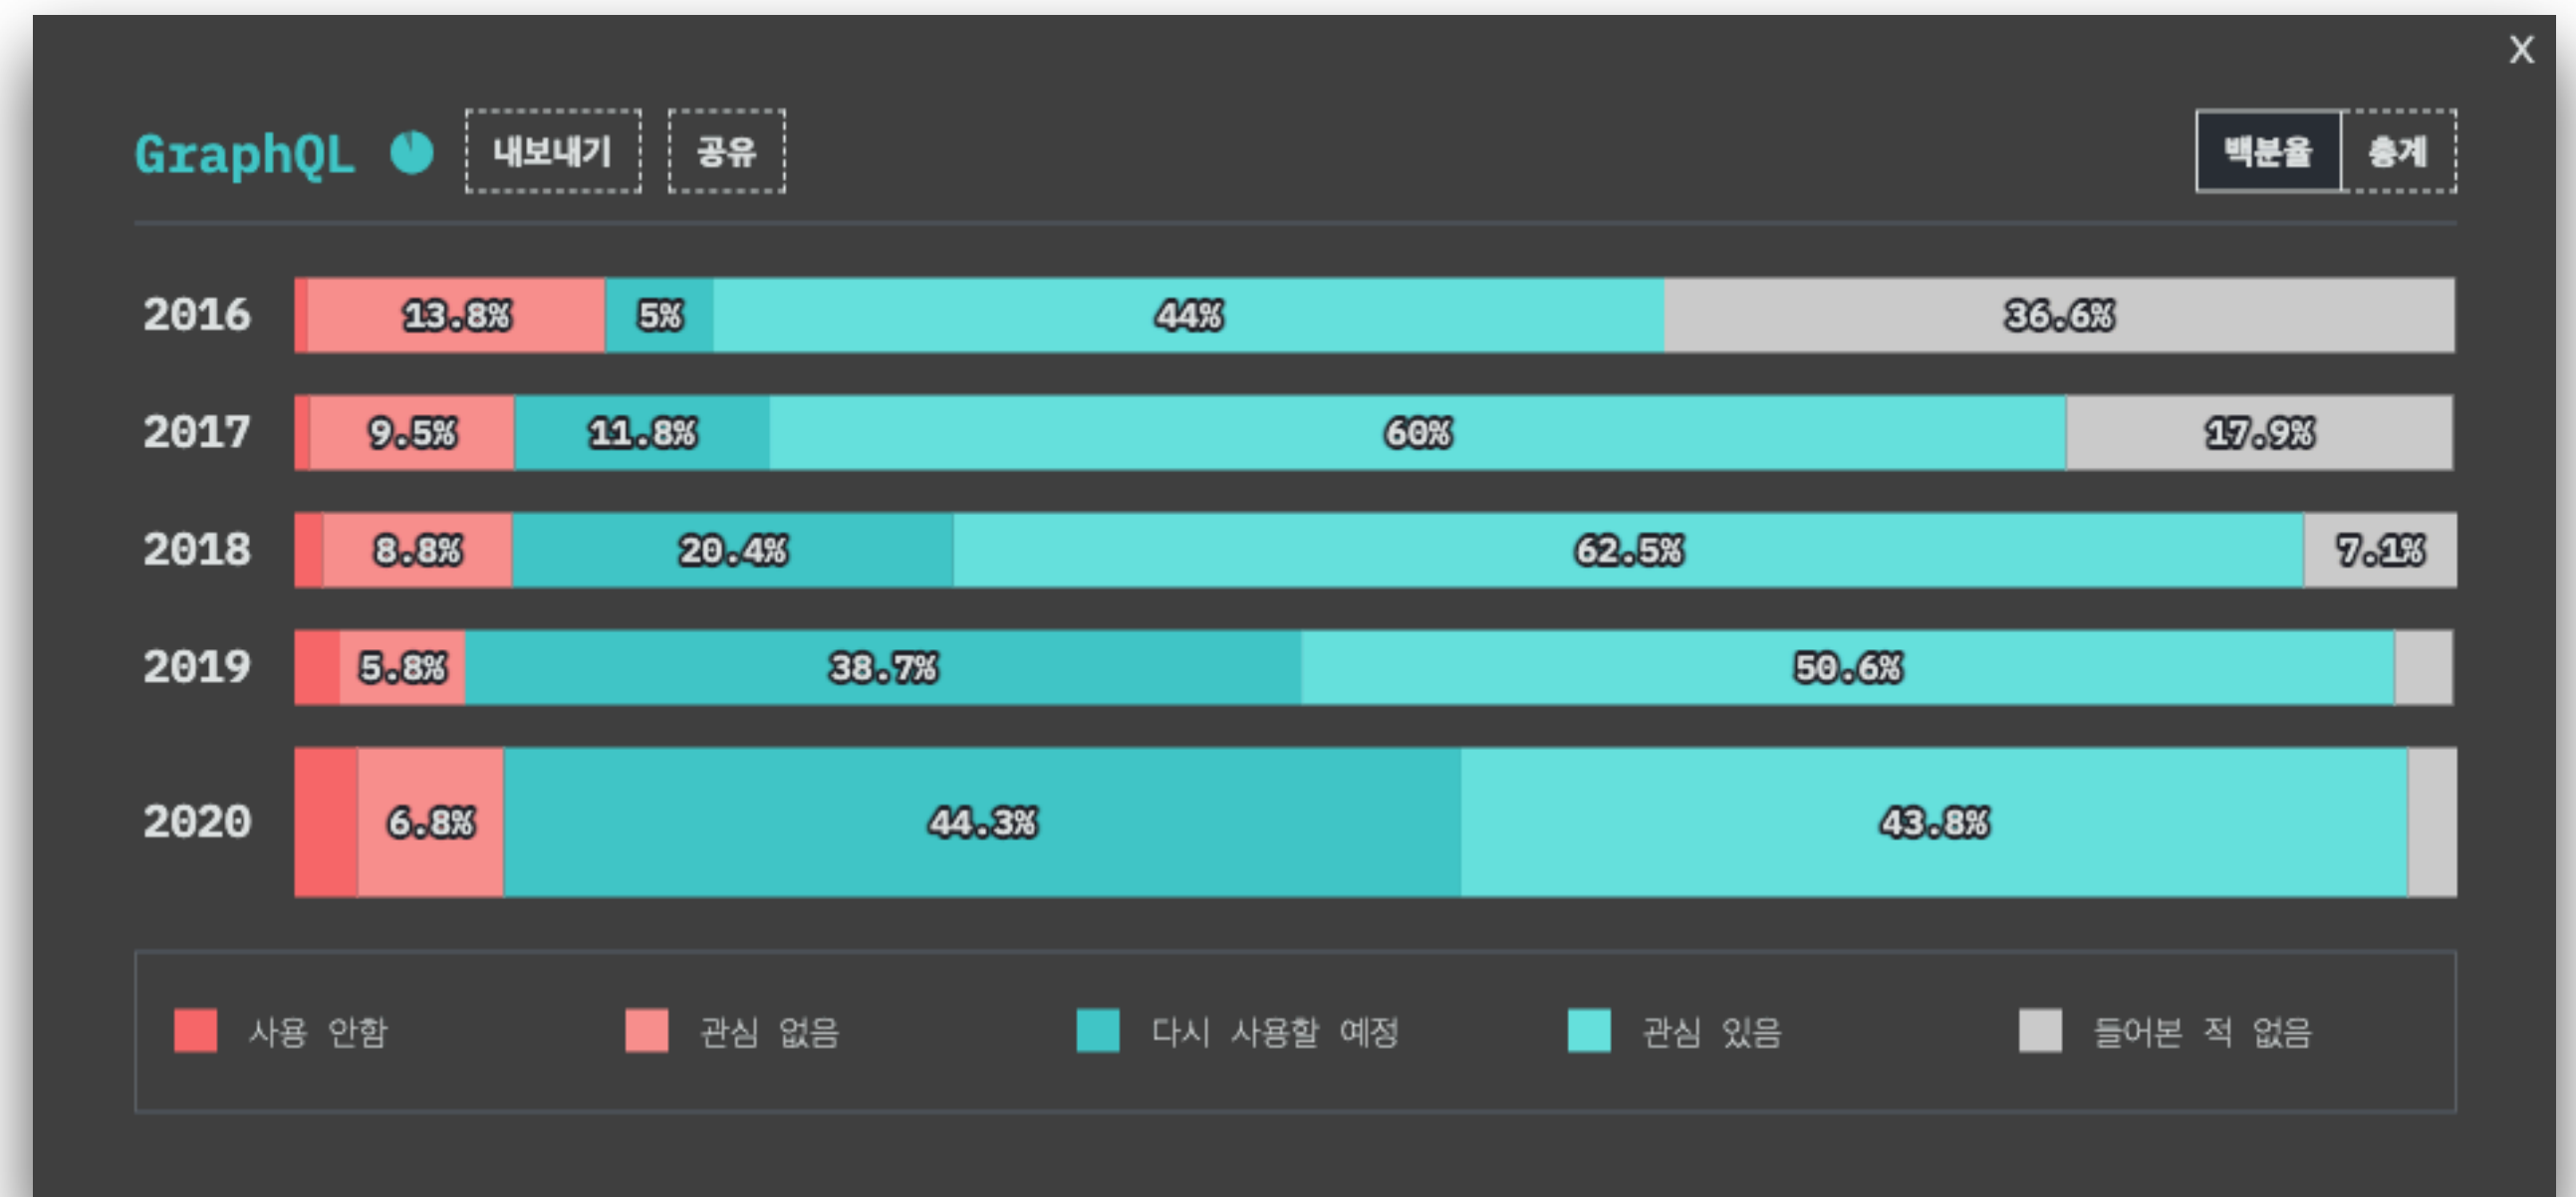 X
GraphQL 내보내기 공유 백분율 총계
2016 13.8% 5% 44% 36.6%
2017 9.5% 11.8% 60% 17.9%
2018 8.8% 20.4% 62.5% 7.1%
2019 5.8% 38.7% 50.6%
2020 6.8% 44.3% 43.8%
사용 안함 관심 없음 다시 사용할 예정 관심 있음 들어본 적 없음